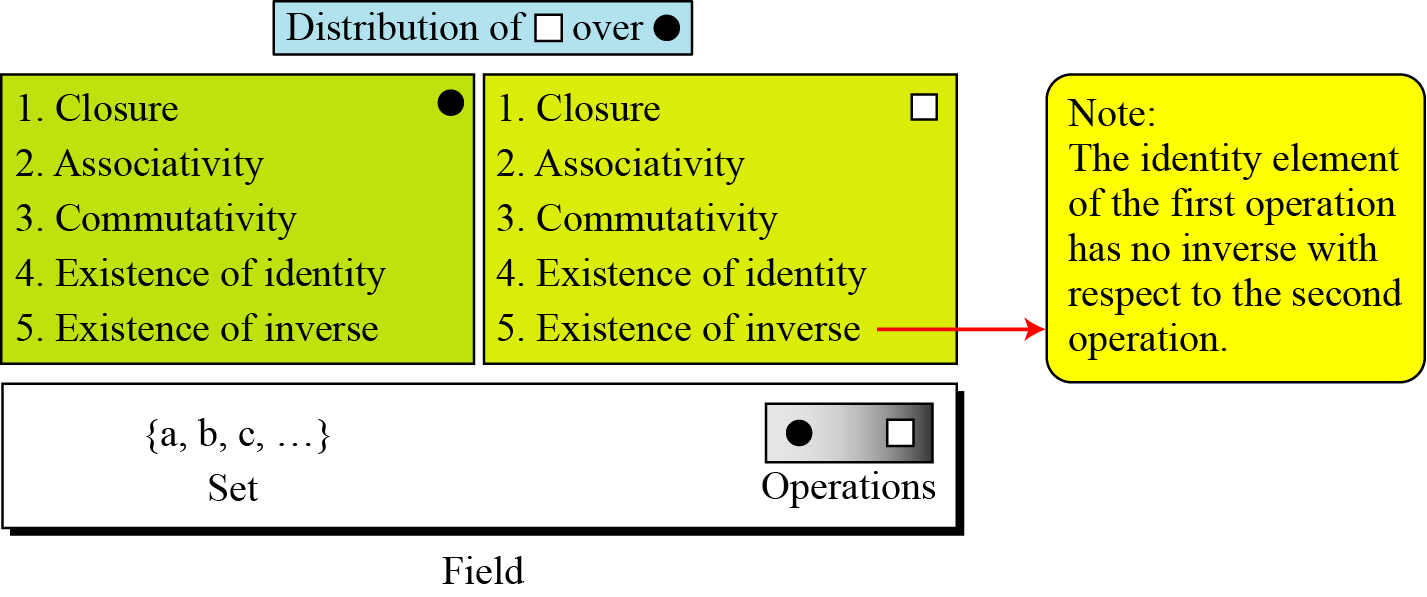 Distribution of □ over ●
1. Closure ●
2. Associativity
3. Commutativity
4. Existence of identity
5. Existence of inverse
1. Closure □
2. Associativity
3. Commutativity
4. Existence of identity
5. Existence of inverse
Note:
The identity element
of the first operation
has no inverse with
respect to the second
operation.
{a, b, c, …}
Set
● □
Operations
Field